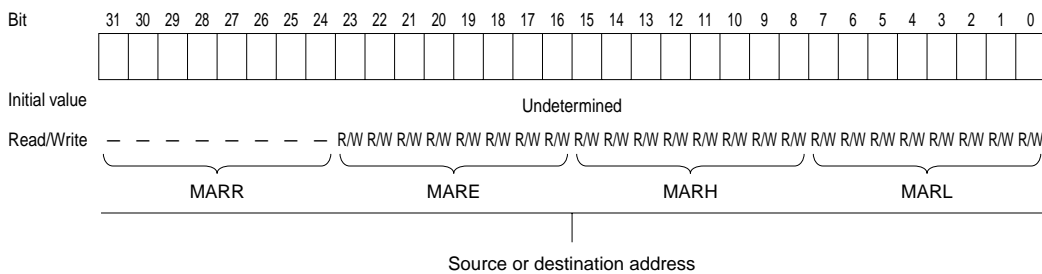 Bit 31 30 29 28 27 26 25 24 23 22 21 20 19 18 17 16 15 14 13 12 11 10 9 8 7 6 5 4 3 2 1 0
Initial value Undetermined
Read/Write — — — — — — — — R/W R/W R/W R/W R/W R/W R/W R/W R/W R/W R/W R/W R/W R/W R/W R/W R/W R/W R/W R/W R/W R/W R/W R/W
MARR MARE MARH MARL
Source or destination address